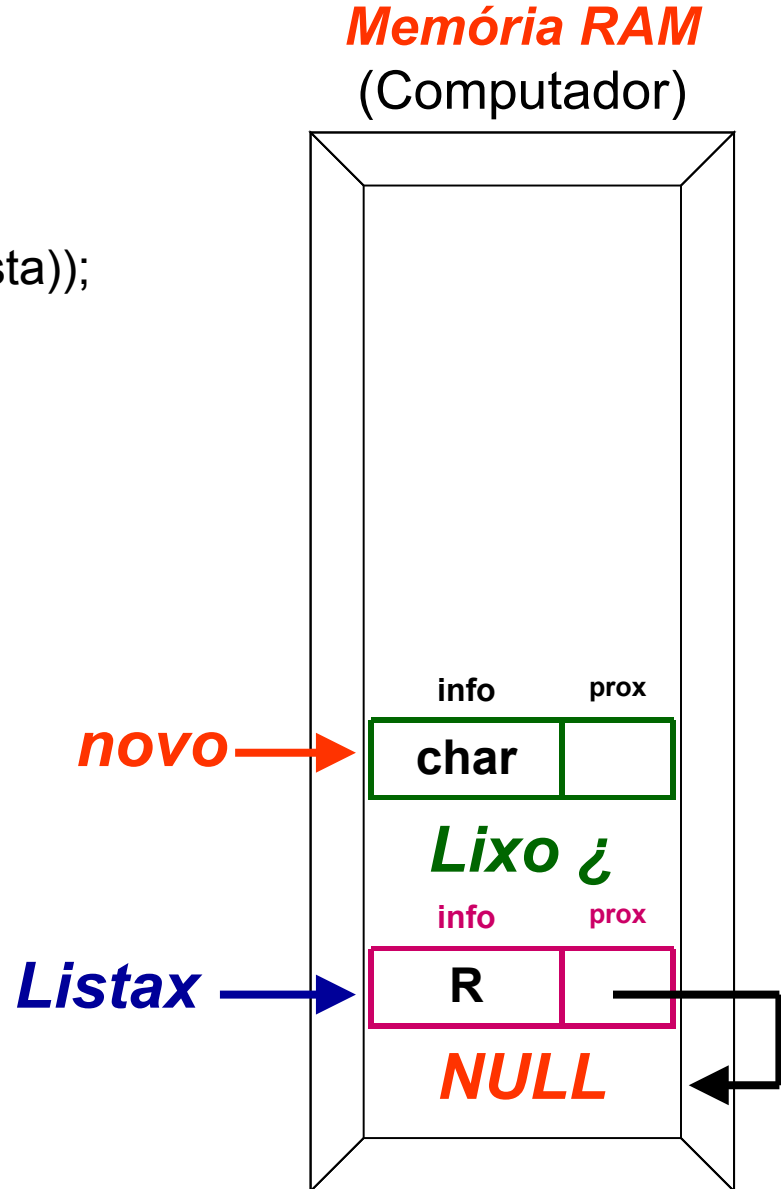 Memória RAM
(Computador)
sta));
info prox
novo char
Lixo ¿
info prox
Listax R
NULL